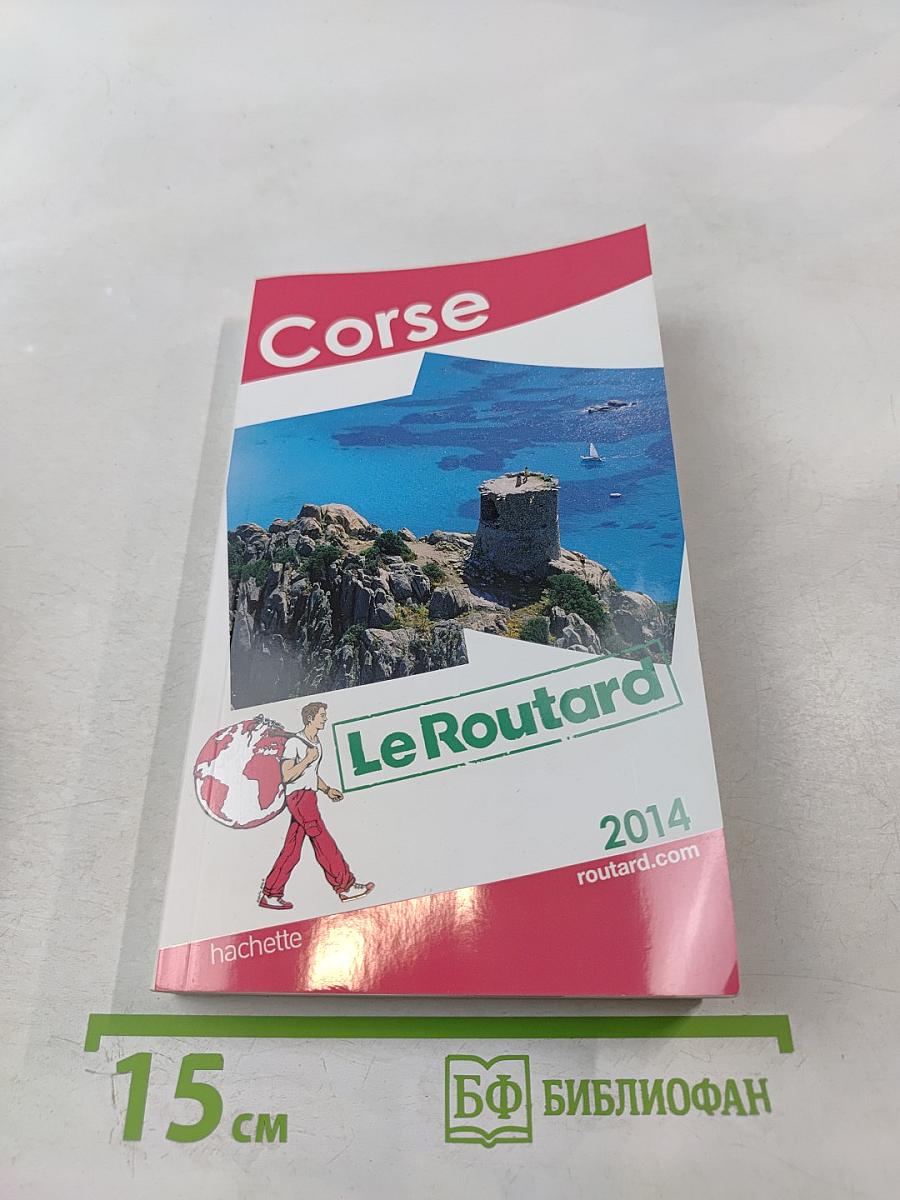 Corse
Le Routard
2014
routard.com
hachette
15 см
БФ БИБЛИОФАН